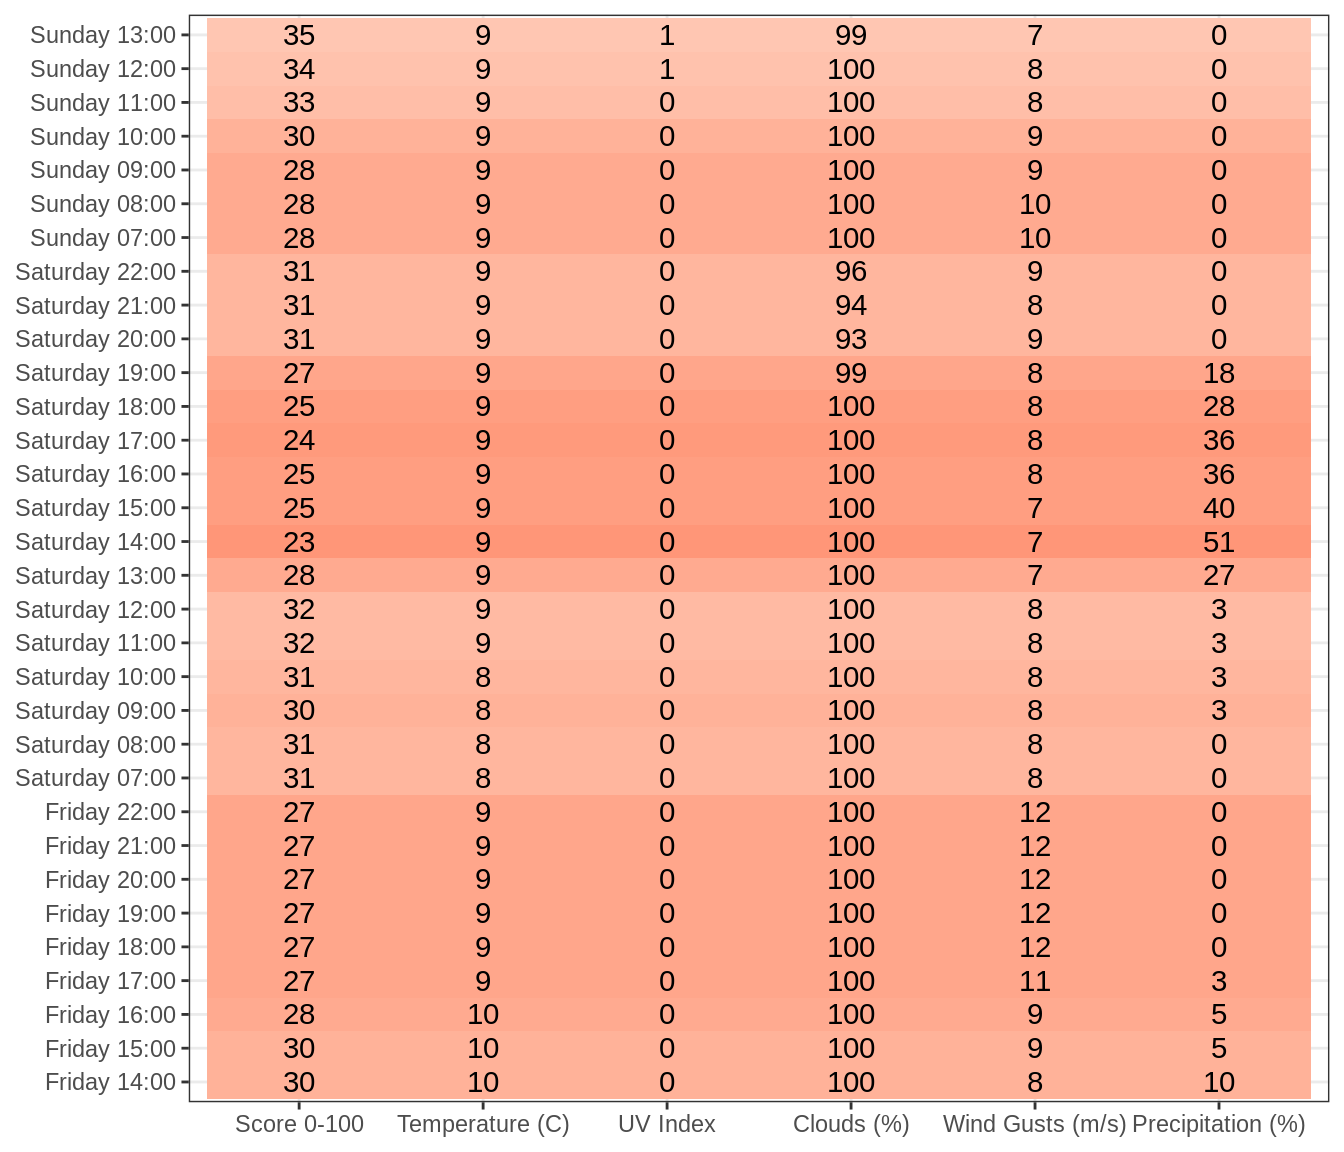 Sunday 13:00 35 9 1 99 7 0
Sunday 12:00 34 9 1 100 8 0
Sunday 11:00 33 9 0 100 8 0
Sunday 10:00 30 9 0 100 9 0
Sunday 09:00 28 9 0 100 9 0
Sunday 08:00 28 9 0 100 10 0
Sunday 07:00 28 9 0 100 10 0
Saturday 22:00 31 9 0 96 9 0
Saturday 21:00 31 9 0 94 8 0
Saturday 20:00 31 9 0 93 9 0
Saturday 19:00 27 9 0 99 8 18
Saturday 18:00 25 9 0 100 8 28
Saturday 17:00 24 9 0 100 8 36
Saturday 16:00 25 9 0 100 8 36
Saturday 15:00 25 9 0 100 7 40
Saturday 14:00 23 9 0 100 7 51
Saturday 13:00 28 9 0 100 7 27
Saturday 12:00 32 9 0 100 8 3
Saturday 11:00 32 9 0 100 8 3
Saturday 10:00 31 8 0 100 8 3
Saturday 09:00 30 8 0 100 8 3
Saturday 08:00 31 8 0 100 8 0
Saturday 07:00 31 8 0 100 8 0
Friday 22:00 27 9 0 100 12 0
Friday 21:00 27 9 0 100 12 0
Friday 20:00 27 9 0 100 12 0
Friday 19:00 27 9 0 100 12 0
Friday 18:00 27 9 0 100 12 0
Friday 17:00 27 9 0 100 11 3
Friday 16:00 28 10 0 100 9 5
Friday 15:00 30 10 0 100 9 5
Friday 14:00 30 10 0 100 8 10
Score 0-100 Temperature (C) UV Index Clouds (%) Wind Gusts (m/s) Precipitation (%)